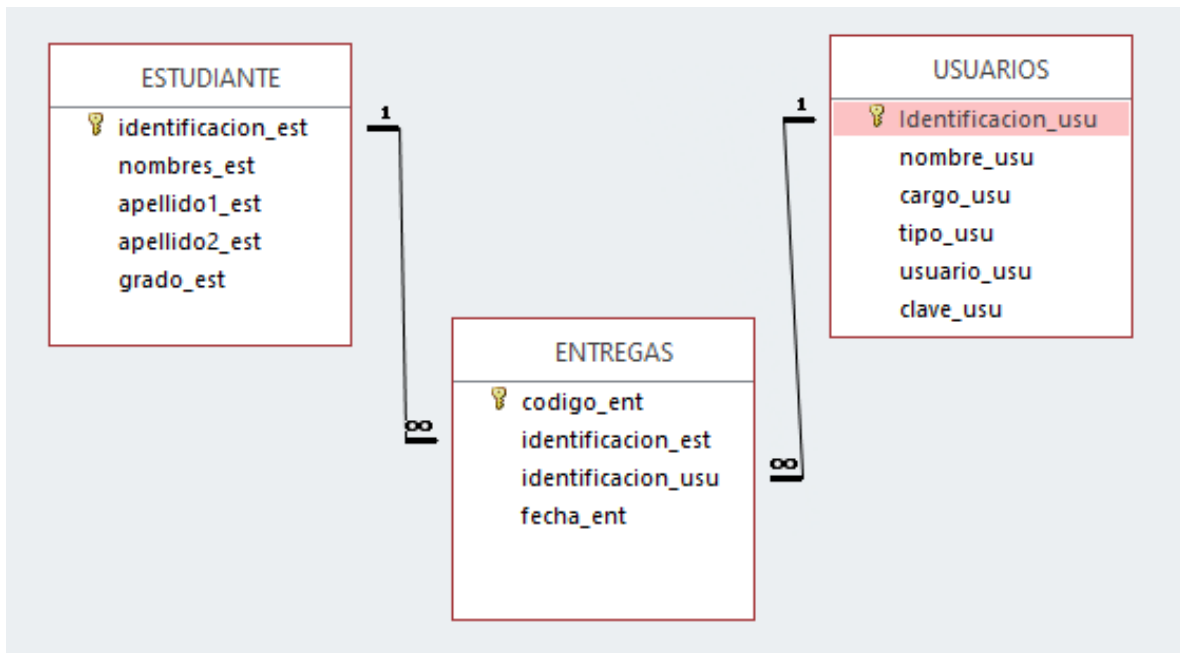 ESTUDIANTE
identificacion_est
nombres_est
apellido1_est
apellido2_est
grado_est
1
∞
USUARIOS
Identificacion_usu
nombre_usu
cargo_usu
tipo_usu
usuario_usu
clave_usu
1
∞
ENTREGAS
codigo_ent
identificacion_est
identificacion_usu
fecha_ent